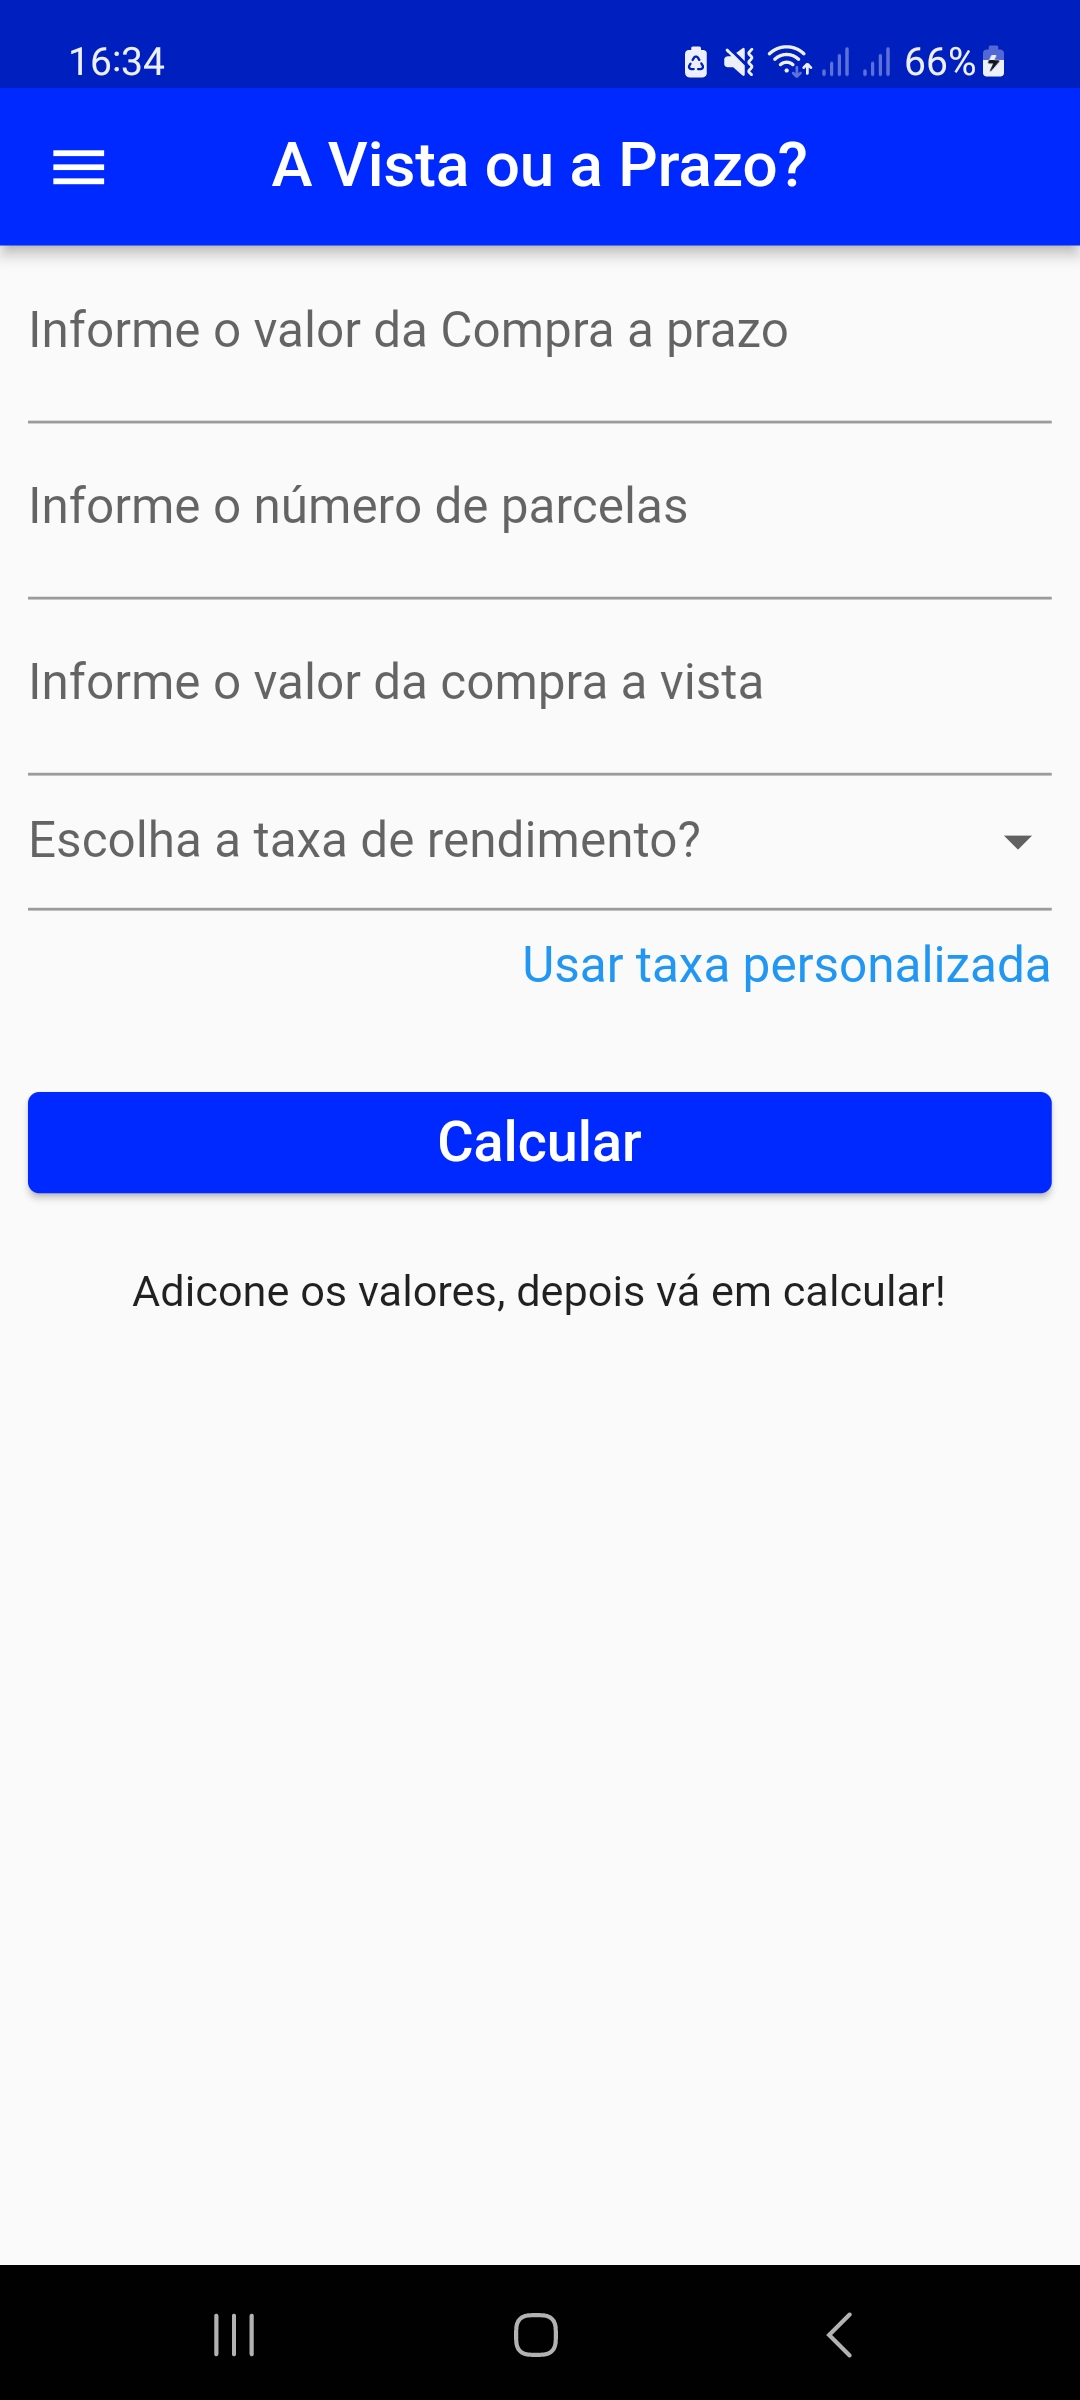 16:34
66%
A Vista ou a Prazo?
Informe o valor da Compra a prazo
Informe o número de parcelas
Informe o valor da compra a vista
Escolha a taxa de rendimento?
Usar taxa personalizada
Calcular
Adicone os valores, depois vá em calcular!